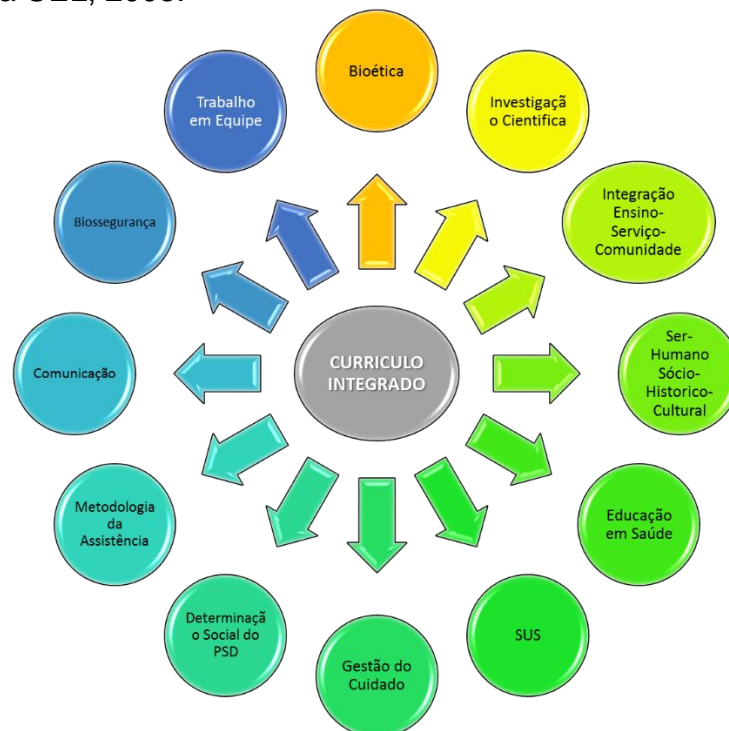 CURRICULO
INTEGRADO
Bioética
Investigaçã
o Cientifica
Integração
Ensino-
Serviço-
Comunidade
Ser-
Humano
Sócio-
Historico-
Cultural
Educação
em Saúde
SUS
Gestão do
Cuidado
Determinaçã
o Social do
PSD
Metodologia
da
Assistência
Comunicação
Biossegurança
Trabalho
em Equipe